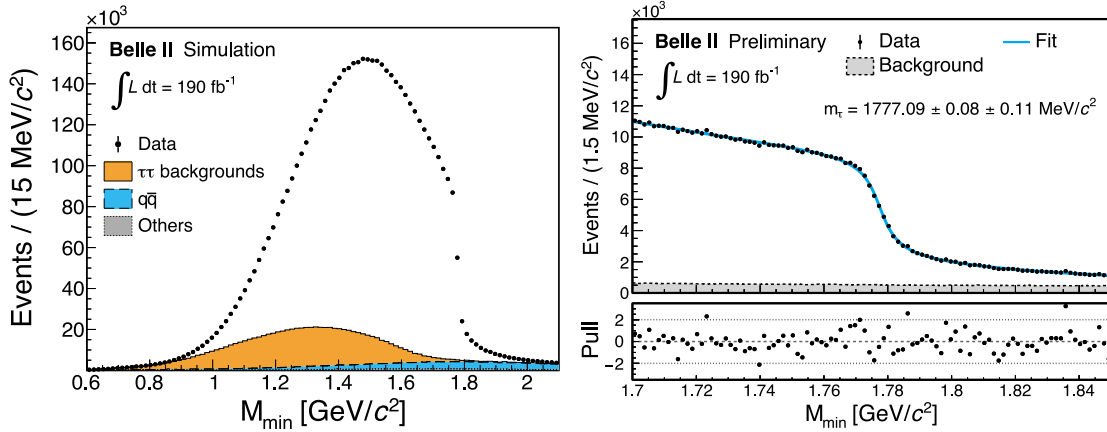 ×10³
160
140
120
100
80
60
40
20
Events / (15 MeV/c²)
Belle II Simulation
∫L dt = 190 fb⁻¹
Data
ττ backgrounds
qq̅
Others
0.6 0.8 1 1.2 1.4 1.6 1.8 2
M_min [GeV/c²]
×10³
16
14
12
10
8
6
4
2
0
Events / (1.5 MeV/c²)
Belle II Preliminary
∫L dt = 190 fb⁻¹
Data
Fit
Background
m_τ = 1777.09 ± 0.08 ± 0.11 MeV/c²
Pull
2
0
−2
1.7 1.72 1.74 1.76 1.78 1.8 1.82 1.84
M_min [GeV/c²]